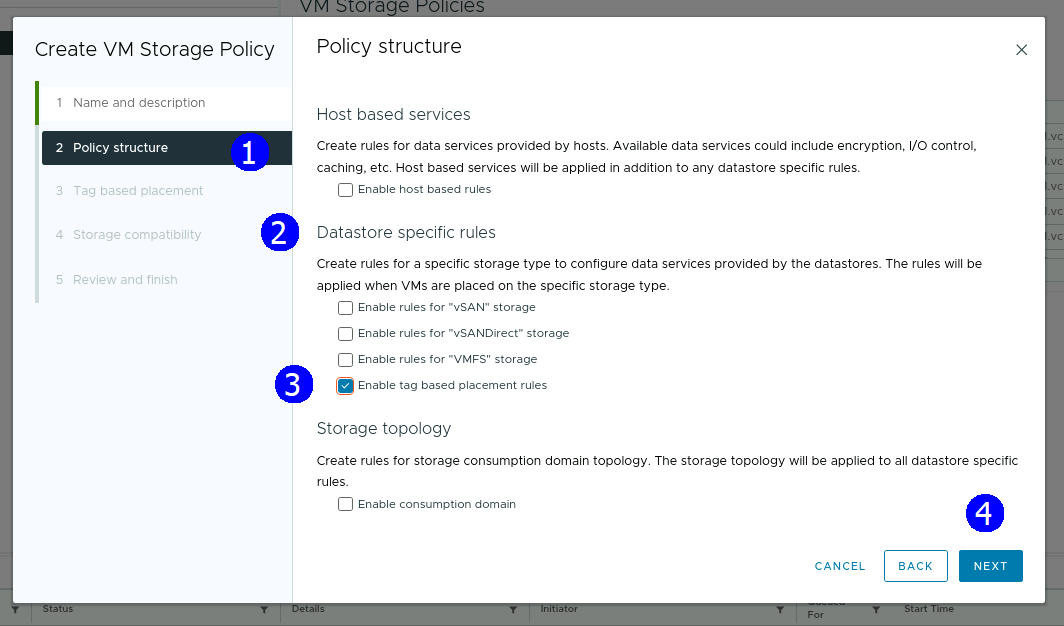 VM Storage Policies
Create VM Storage Policy
1 Name and description
2 Policy structure
1
3 Tag based placement
4 Storage compatibility
5 Review and finish
Policy structure
Host based services
Create rules for data services provided by hosts. Available data services could include encryption, I/O control,
caching, etc. Host based services will be applied in addition to any datastore specific rules.
Enable host based rules
2
Datastore specific rules
Create rules for a specific storage type to configure data services provided by the datastores. The rules will be
applied when VMs are placed on the specific storage type.
Enable rules for "vSAN" storage
Enable rules for "vSANDirect" storage
Enable rules for "VMFS" storage
3
Enable tag based placement rules
Storage topology
Create rules for storage consumption domain topology. The storage topology will be applied to all datastore specific
rules.
Enable consumption domain
4
CANCEL BACK NEXT
l.vc
l.vc
l.vc
l.vc
l.vc
Status Details Initiator Queued
For Start Time